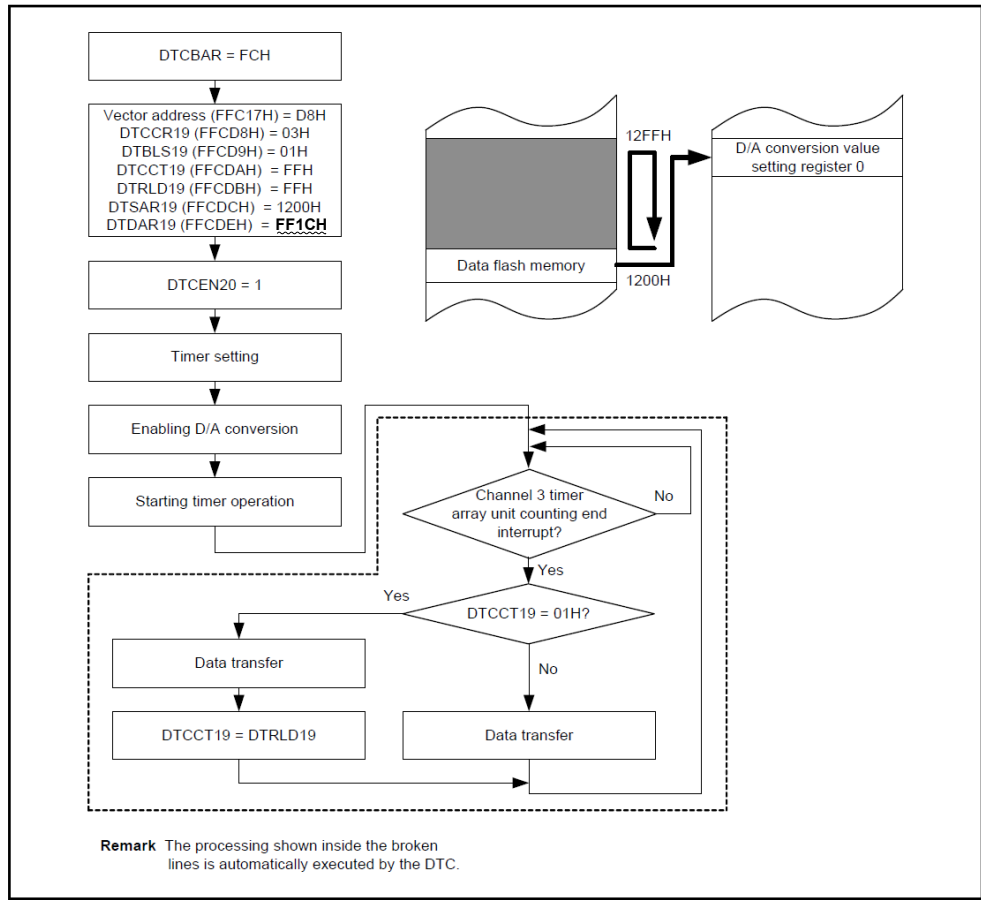 DTCBAR = FCH
Vector address (FFC17H) = D8H
DTCCR19 (FFCD8H) = 03H
DTBLS19 (FFCD9H) = 01H
DTCCT19 (FFCDAH) = FFH
DTRLD19 (FFCDBH) = FFH
DTSAR19 (FFCDCH) = 1200H
DTDAR19 (FFCDEH) = FF1CH
DTCEN20 = 1
Timer setting
Enabling D/A conversion
Starting timer operation
12FFH
D/A conversion value
setting register 0
Data flash memory
1200H
Channel 3 timer
array unit counting end
interrupt?
No
Yes
DTCCT19 = 01H?
Yes
No
Data transfer
DTCCT19 = DTRLD19
Data transfer
Remark The processing shown inside the broken
lines is automatically executed by the DTC.